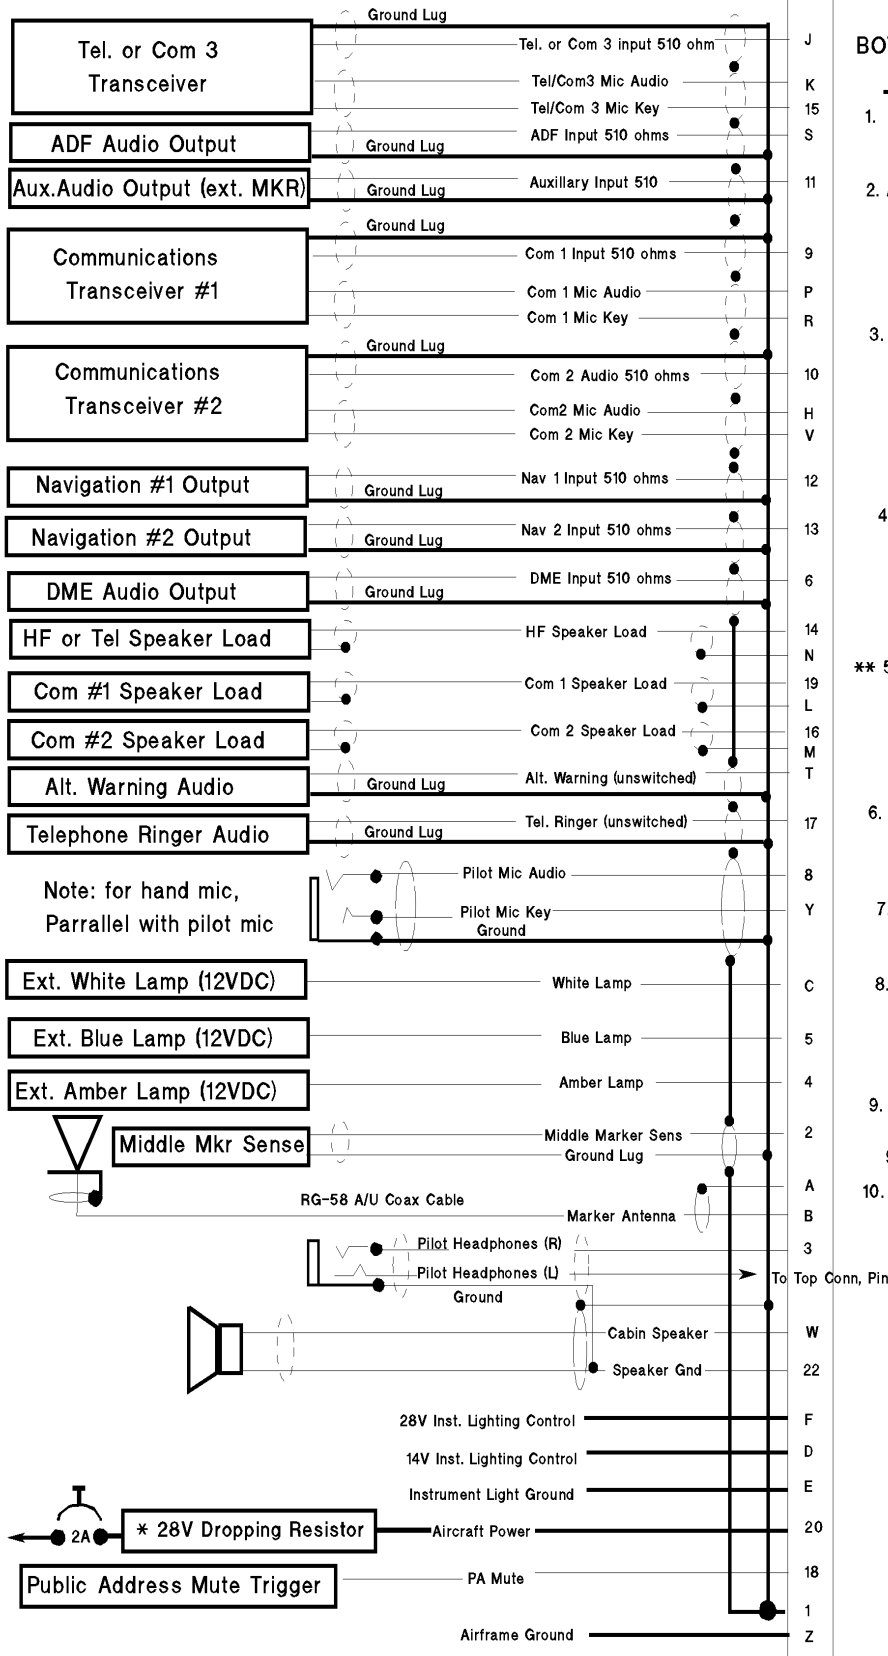 Ground Lug
Tel. or Com 3
Transceiver
Tel. or Com 3 input 510 ohm
J
BO
Tel/Com3 Mic Audio
K
Tel/Com 3 Mic Key
15
1.
ADF Audio Output
ADF Input 510 ohms
S
Ground Lug
Aux.Audio Output (ext. MKR)
Auxillary Input 510
11
2.
Ground Lug
Ground Lug
Communications
Transceiver #1
Com 1 Input 510 ohms
9
Com 1 Mic Audio
P
Com 1 Mic Key
R
3.
Ground Lug
Communications
Transceiver #2
Com 2 Audio 510 ohms
10
Com2 Mic Audio
H
Com 2 Mic Key
V
Navigation #1 Output
Nav 1 Input 510 ohms
12
Ground Lug
4
Navigation #2 Output
Nav 2 Input 510 ohms
13
Ground Lug
DME Audio Output
DME Input 510 ohms
6
Ground Lug
HF or Tel Speaker Load
HF Speaker Load
14
N
** 5
Com #1 Speaker Load
Com 1 Speaker Load
19
L
Com #2 Speaker Load
Com 2 Speaker Load
16
M
Alt. Warning Audio
Alt. Warning (unswitched)
T
Ground Lug
6.
Telephone Ringer Audio
Tel. Ringer (unswitched)
17
Ground Lug
Note: for hand mic,
Parrallel with pilot mic
Pilot Mic Audio
8
Pilot Mic Key
Y
7.
Ground
Ext. White Lamp (12VDC)
White Lamp
C
8.
Ext. Blue Lamp (12VDC)
Blue Lamp
5
Ext. Amber Lamp (12VDC)
Amber Lamp
4
9.
Middle Mkr Sense
Middle Marker Sens
2
Ground Lug
A
10.
RG-58 A/U Coax Cable
Marker Antenna
B
Pilot Headphones (R)
3
Pilot Headphones (L)
To Top Conn, Pin
Ground
Cabin Speaker
W
Speaker Gnd
22
28V Inst. Lighting Control
F
14V Inst. Lighting Control
D
Instrument Light Ground
E
2A
* 28V Dropping Resistor
Aircraft Power
20
Public Address Mute Trigger
PA Mute
18
1
Airframe Ground
Z